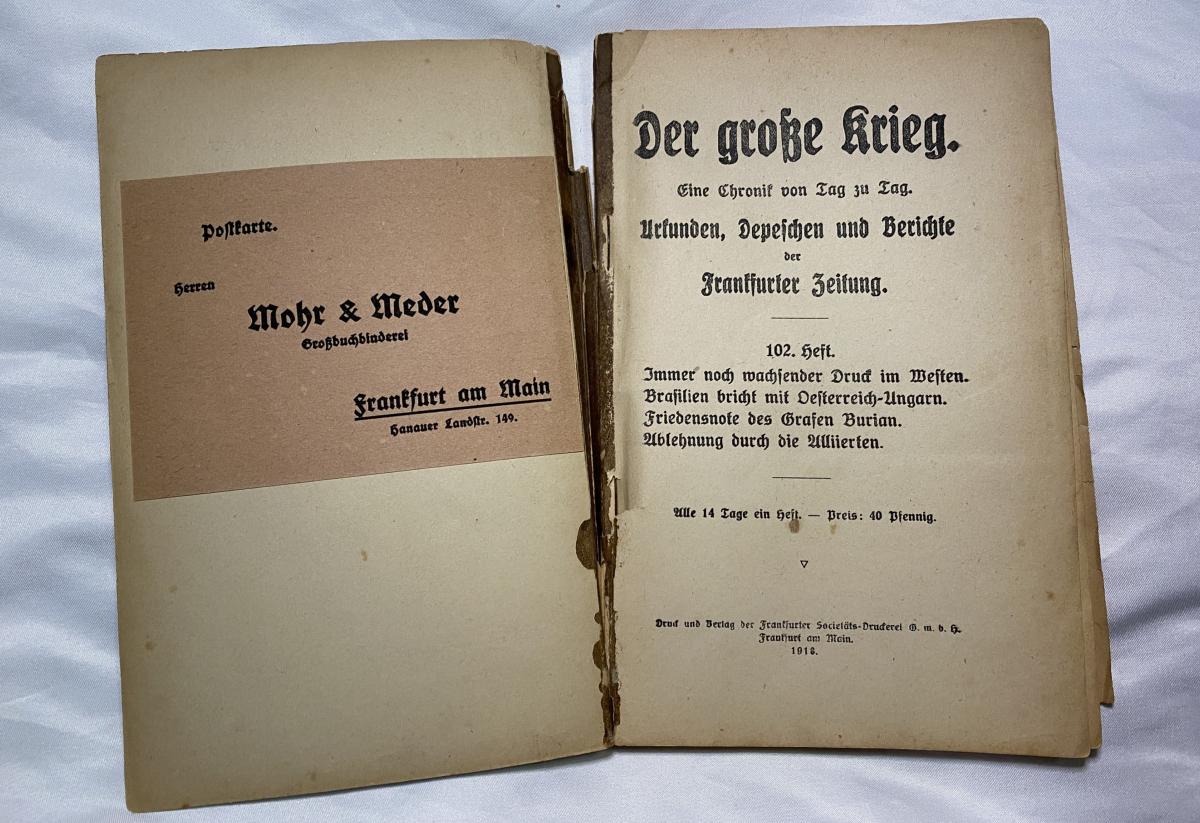 Postkarte.
Herren
Mohr & Meder
Großbuchbinderei
Frankfurt am Main
Hanauer Landstr. 149.
Der große Krieg.
Eine Chronik von Tag zu Tag.
Urkunden, Depeschen und Berichte
der
Frankfurter Zeitung.
102. Heft.
Immer noch wachsender Druck im Westen.
Brasilien bricht mit Oesterreich-Ungarn.
Friedensnote des Grafen Burian.
Ablehnung durch die Alliierten.
Alle 14 Tage ein Heft. — Preis: 40 Pfennig.
Druck und Verlag der Frankfurter Societäts-Druckerei G. m. b. H.
Frankfurt am Main.
1918.